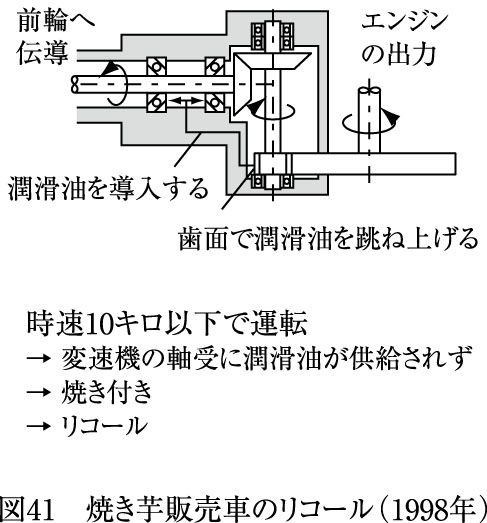 前輪へ
伝導
エンジン
の出力
潤滑油を導入する
歯面で潤滑油を跳ね上げる
時速10キロ以下で運転
→ 変速機の軸受に潤滑油が供給されず
→ 焼き付き
→ リコール
図41　焼き芋販売車のリコール（1998年）